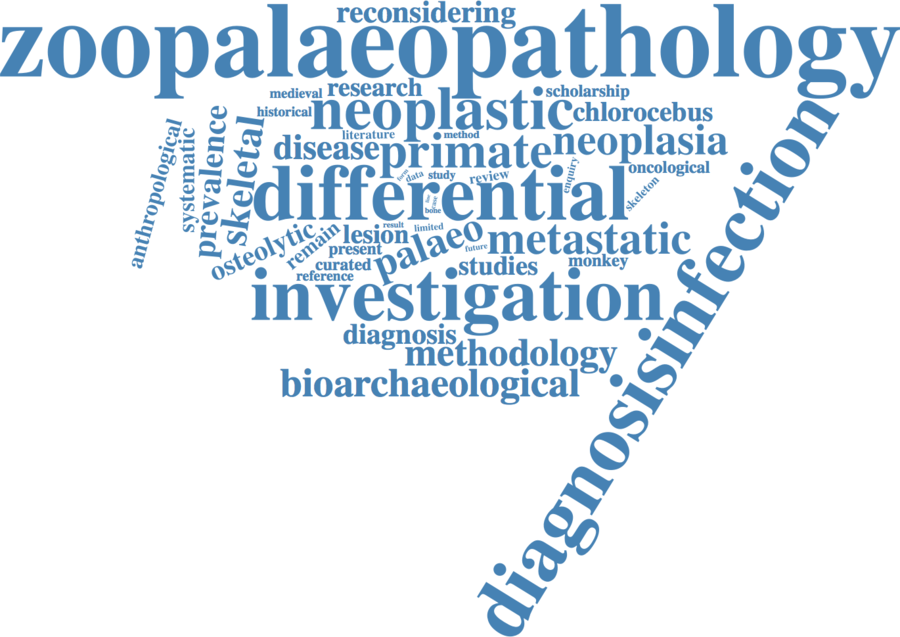 reconsidering
zoopalaeopathology
medieval
research
scholarship
historical
neoplastic
chlorocebus
literature
method
disease
primate
neoplasia
anthropological
systematic
prevalence
skeletal
form
data
study
review
enquiry
oncological
differential
skeleton
bone
osteolytic
remain
lesion
result
limited
palaeo
future
metastatic
present
curated
reference
studies
monkey
investigation
diagnosis
methodology
bioarchaeological
diagnosisinfection